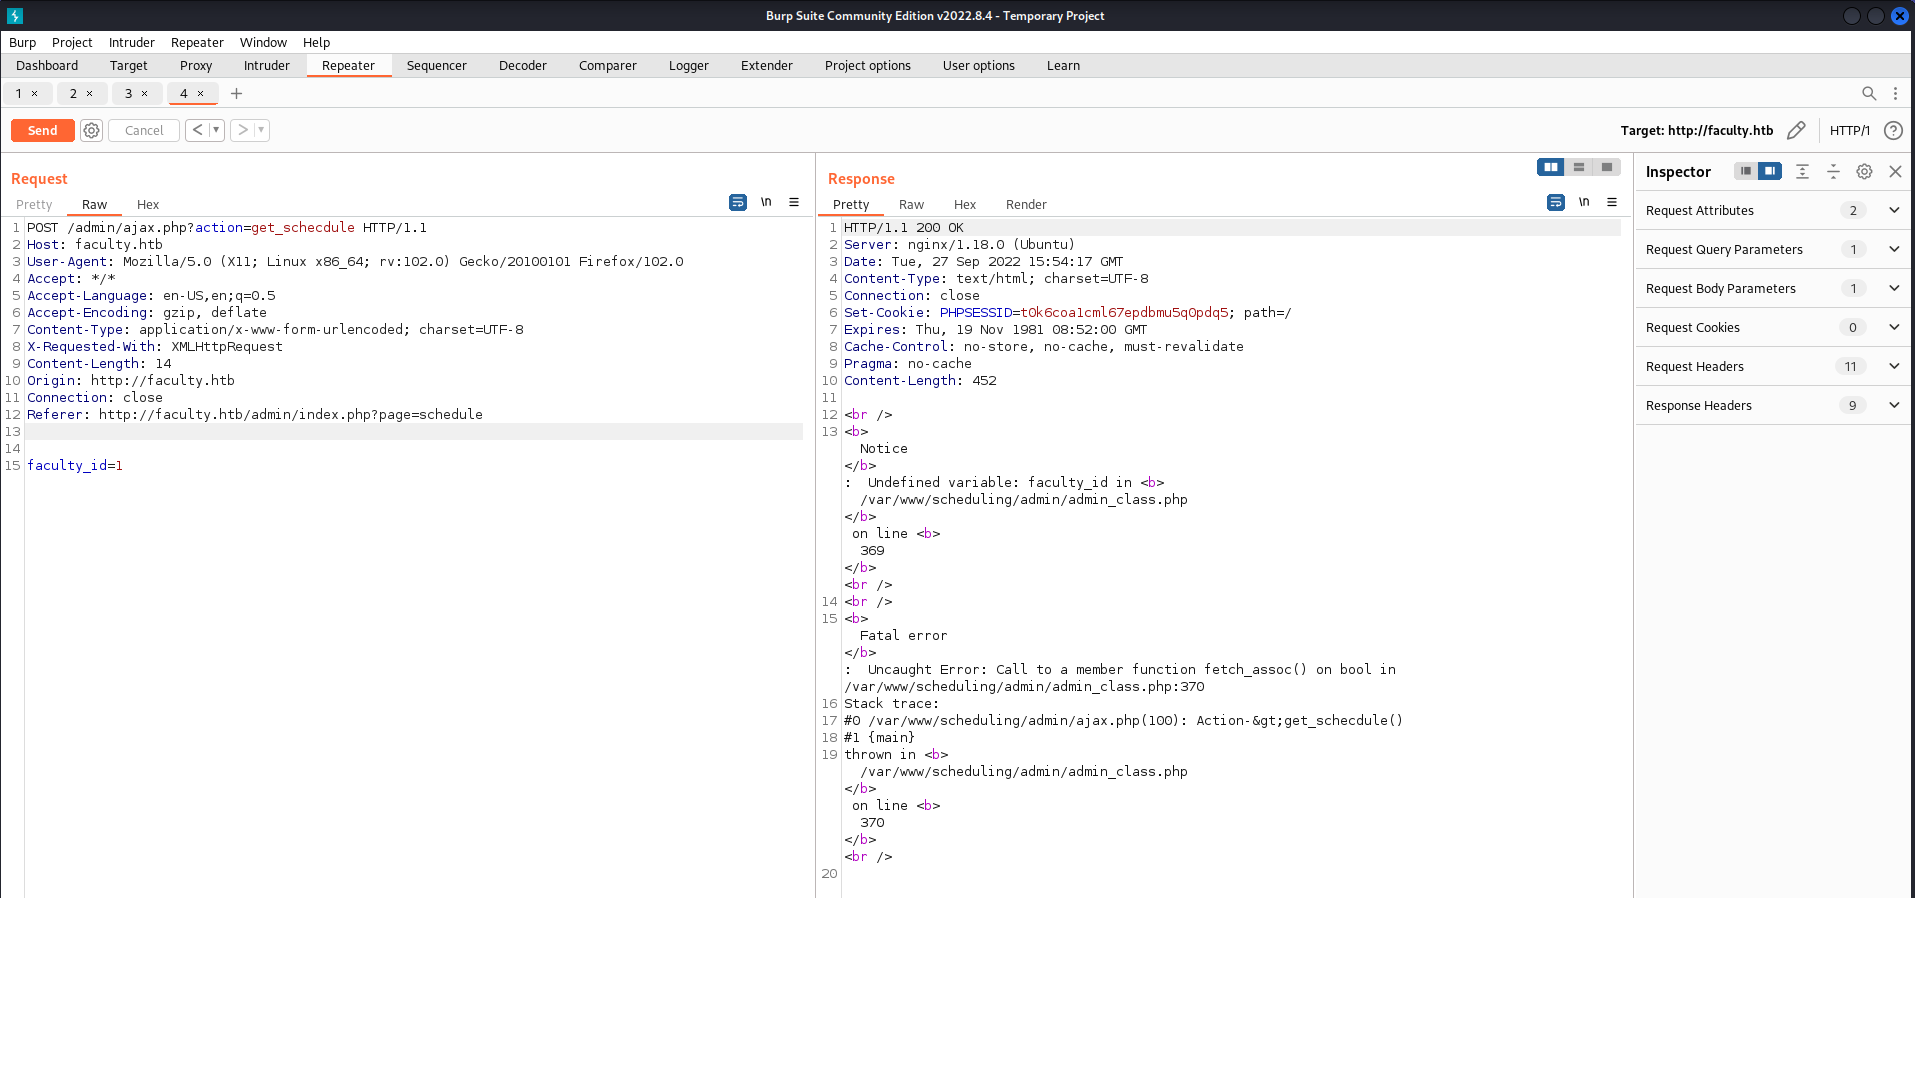 Burp Suite Community Edition v2022.8.4 - Temporary Project
Burp Project Intruder Repeater Window Help
Dashboard Target Proxy Intruder Repeater Sequencer Decoder Comparer Logger Extender Project options User options Learn
1 × 2 × 3 × 4 × +
Send Cancel < > Target: http://faculty.htb HTTP/1 ?
Request
Pretty Raw Hex \n
1 POST /admin/ajax.php?action=get_schecdule HTTP/1.1
2 Host: faculty.htb
3 User-Agent: Mozilla/5.0 (X11; Linux x86_64; rv:102.0) Gecko/20100101 Firefox/102.0
4 Accept: */*
5 Accept-Language: en-US,en;q=0.5
6 Accept-Encoding: gzip, deflate
7 Content-Type: application/x-www-form-urlencoded; charset=UTF-8
8 X-Requested-With: XMLHttpRequest
9 Content-Length: 14
10 Origin: http://faculty.htb
11 Connection: close
12 Referer: http://faculty.htb/admin/index.php?page=schedule
13
14
15 faculty_id=1
Response
Pretty Raw Hex Render \n
1 HTTP/1.1 200 OK
2 Server: nginx/1.18.0 (Ubuntu)
3 Date: Tue, 27 Sep 2022 15:54:17 GMT
4 Content-Type: text/html; charset=UTF-8
5 Connection: close
6 Set-Cookie: PHPSESSID=t0k6coa1cml67epdbmu5q0pdq5; path=/
7 Expires: Thu, 19 Nov 1981 08:52:00 GMT
8 Cache-Control: no-store, no-cache, must-revalidate
9 Pragma: no-cache
10 Content-Length: 452
11
12 <br />
13 <b>
Notice
</b>
:  Undefined variable: faculty_id in <b>
/var/www/scheduling/admin/admin_class.php
</b>
on line <b>
369
</b>
<br />
14 <br />
15 <b>
Fatal error
</b>
:  Uncaught Error: Call to a member function fetch_assoc() on bool in
/var/www/scheduling/admin/admin_class.php:370
16 Stack trace:
17 #0 /var/www/scheduling/admin/ajax.php(100): Action-&gt;get_schecdule()
18 #1 {main}
19 thrown in <b>
/var/www/scheduling/admin/admin_class.php
</b>
on line <b>
370
</b>
<br />
20
Inspector
Request Attributes 2
Request Query Parameters 1
Request Body Parameters 1
Request Cookies 0
Request Headers 11
Response Headers 9